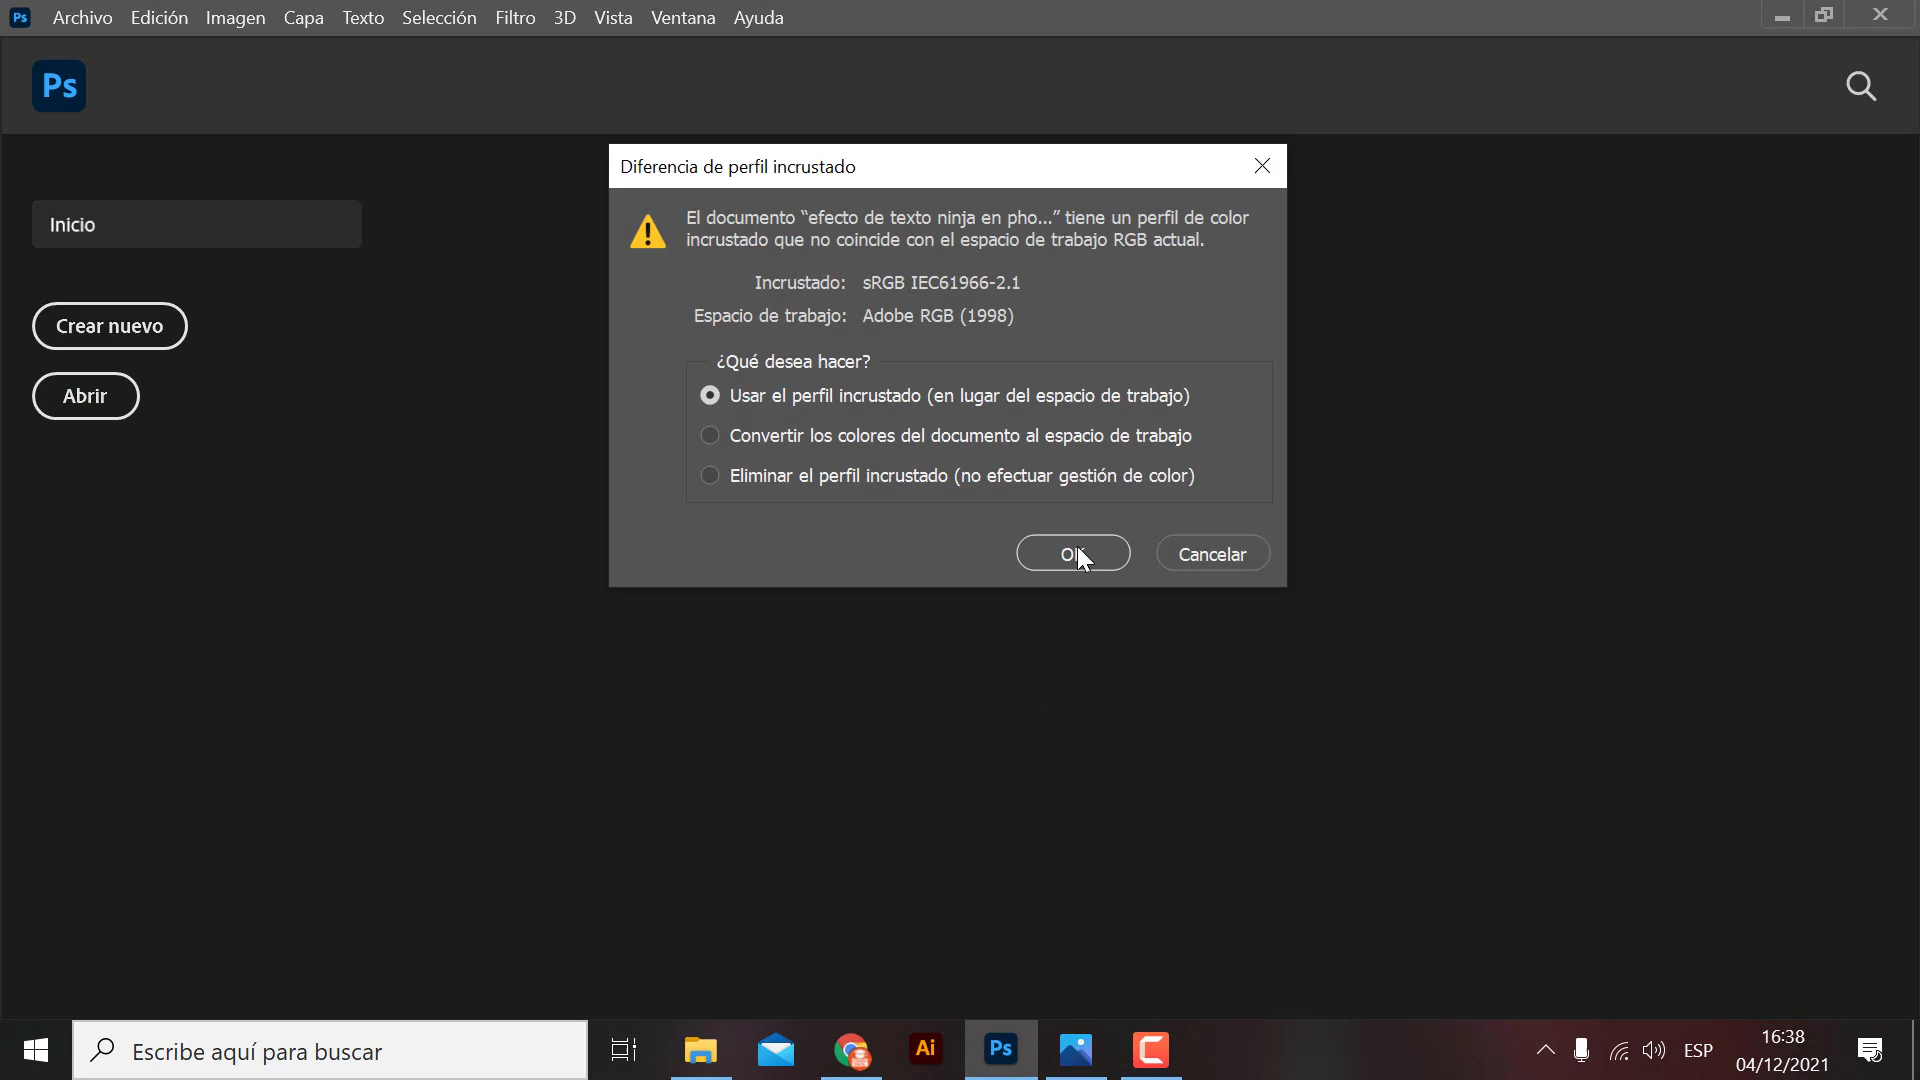 Ps Archivo Edición Imagen Capa Texto Selección Filtro 3D Vista Ventana Ayuda
Ps
Inicio
Crear nuevo
Abrir
Diferencia de perfil incrustado
El documento “efecto de texto ninja en pho...” tiene un perfil de color
incrustado que no coincide con el espacio de trabajo RGB actual.
Incrustado: sRGB IEC61966-2.1
Espacio de trabajo: Adobe RGB (1998)
¿Qué desea hacer?
Usar el perfil incrustado (en lugar del espacio de trabajo)
Convertir los colores del documento al espacio de trabajo
Eliminar el perfil incrustado (no efectuar gestión de color)
OK Cancelar
Escribe aquí para buscar
Ai
Ps
ESP
16:38
04/12/2021